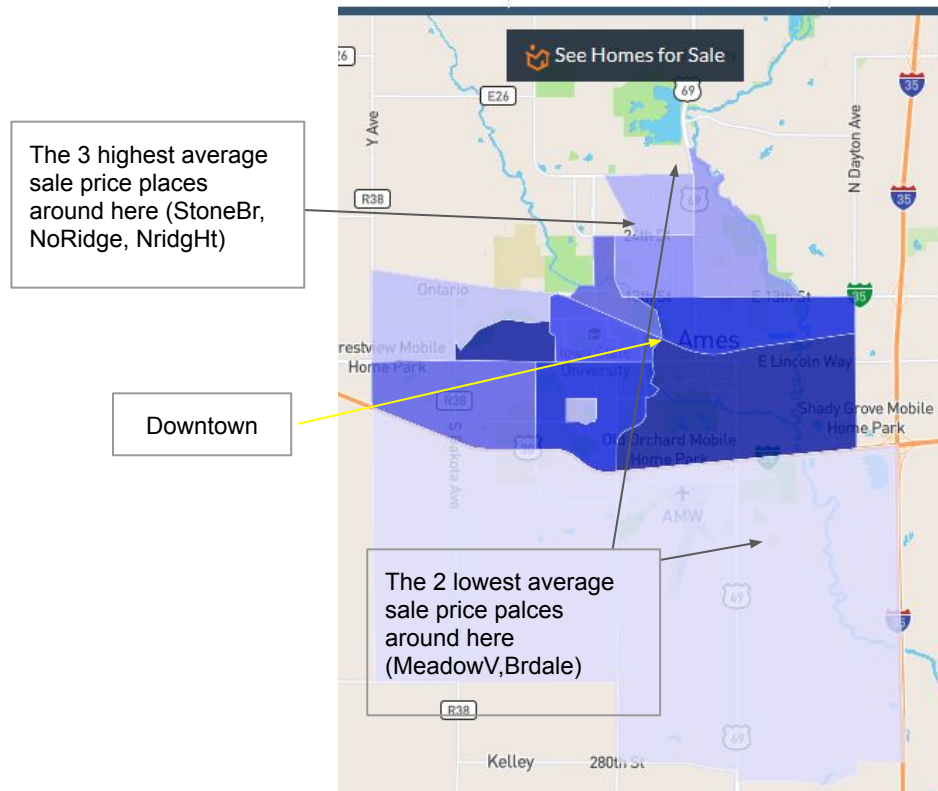 See Homes for Sale
26
69
35
E26
Y Ave
N Dayton Ave
The 3 highest average
sale price places
around here (StoneBr,
NoRidge, NridgHt)
R38
69
35
24th St
Ontario
13th St
E 13th St
35
Ames
restview Mobile
Home Park
University
E Lincoln Way
R38
Shady Grove Mobile
Home Park
Downtown
S Dakota Ave
30
Old Orchard Mobile
Home Park
AMW
The 2 lowest average
sale price palces
around here
(MeadowV,Brdale)
69
35
R38
69
Kelley
280th St